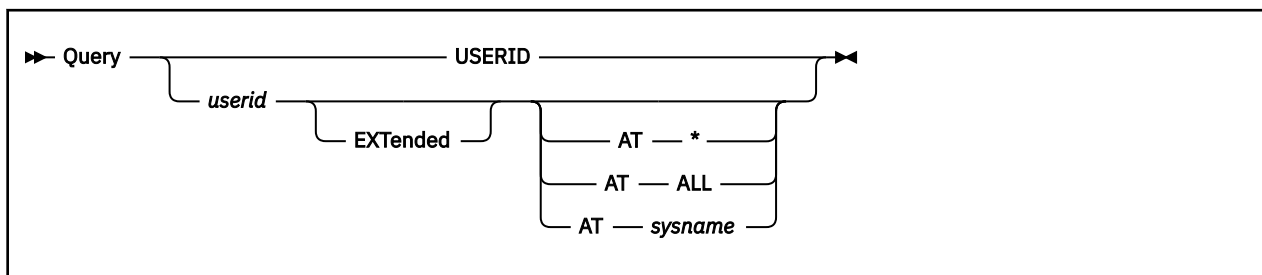 Query USERID
userid
EXTended
AT *
AT ALL
AT sysname